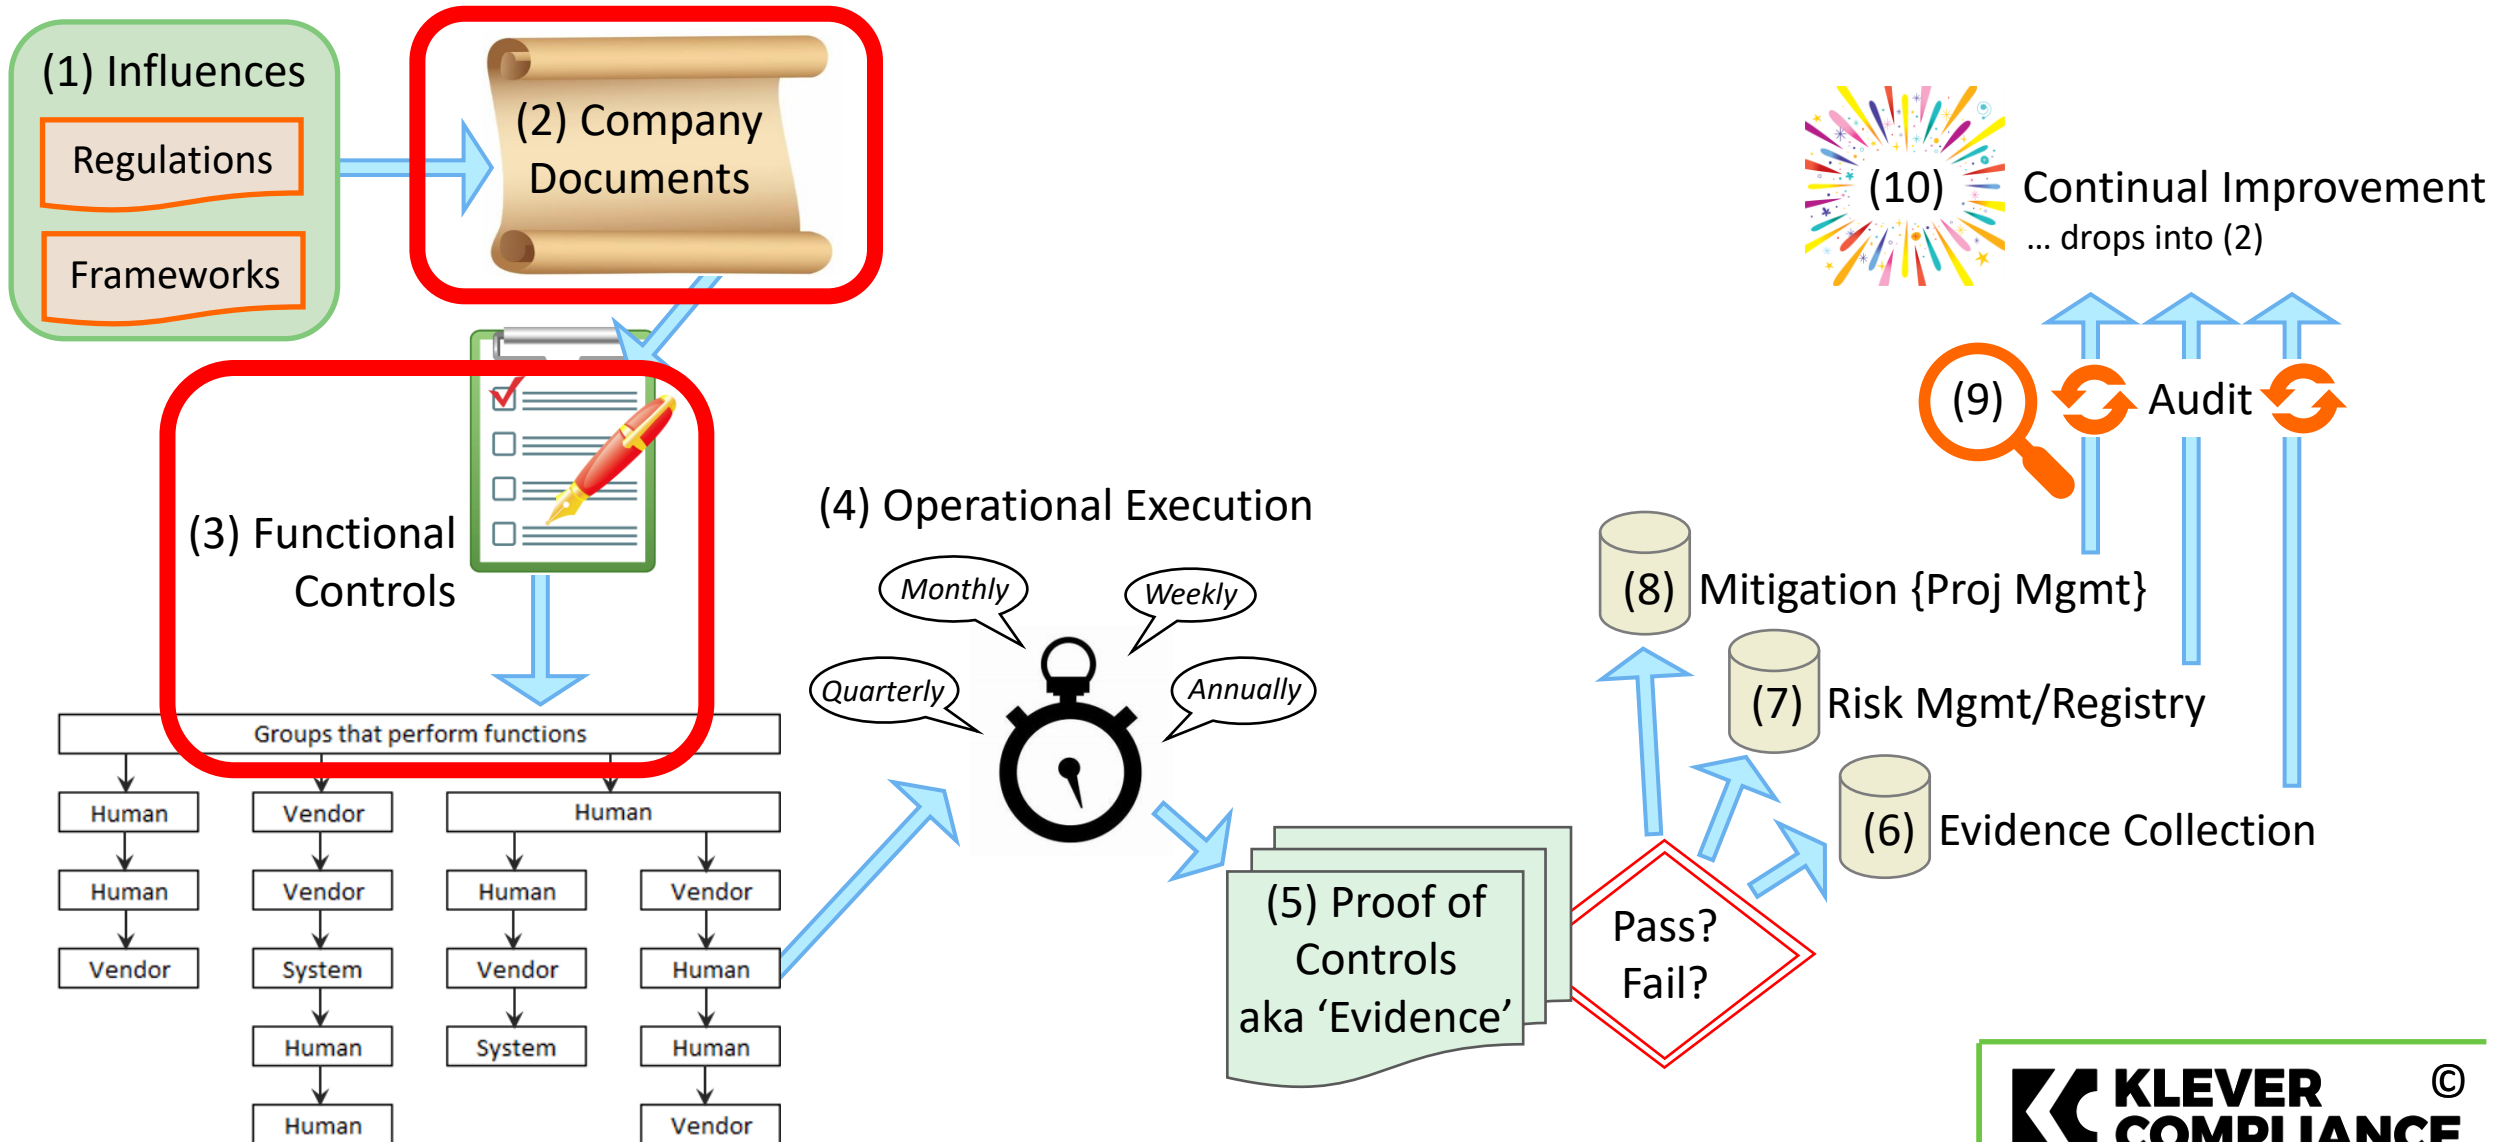 (1) Influences
Regulations
Frameworks
(2) Company
Documents
(3) Functional
Controls
Groups that perform functions
Human
Vendor
Human
Human
Vendor
Human
Vendor
Vendor
System
Vendor
Human
Human
System
Human
Human
Vendor
(4) Operational Execution
Monthly
Weekly
Quarterly
Annually
(5) Proof of
Controls
aka ‘Evidence’
Pass?
Fail?
(6) Evidence Collection
(7) Risk Mgmt/Registry
(8) Mitigation {Proj Mgmt}
(9) Audit
(10) Continual Improvement
... drops into (2)
KLEVER ©
COMPLIANCE